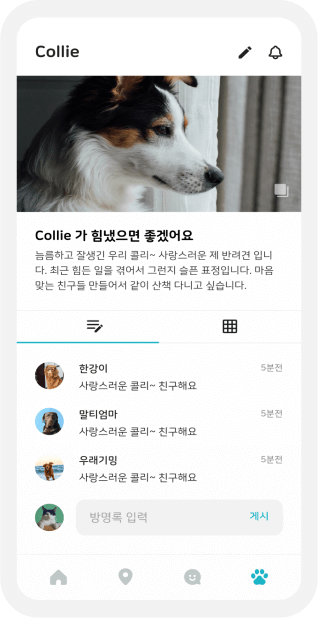 Collie
Collie 가 힘냈으면 좋겠어요
늠름하고 잘생긴 우리 콜리~ 사랑스러운 제 반려견 입니
다. 최근 힘든 일을 겪어서 그런지 슬픈 표정입니다. 마음
맞는 친구들 만들어서 같이 산책 다니고 싶습니다.
한강이 5분전
사랑스러운 콜리~ 친구해요
말티엄마 5분전
사랑스러운 콜리~ 친구해요
우래기밍 5분전
사랑스러운 콜리~ 친구해요
방명록 입력 게시